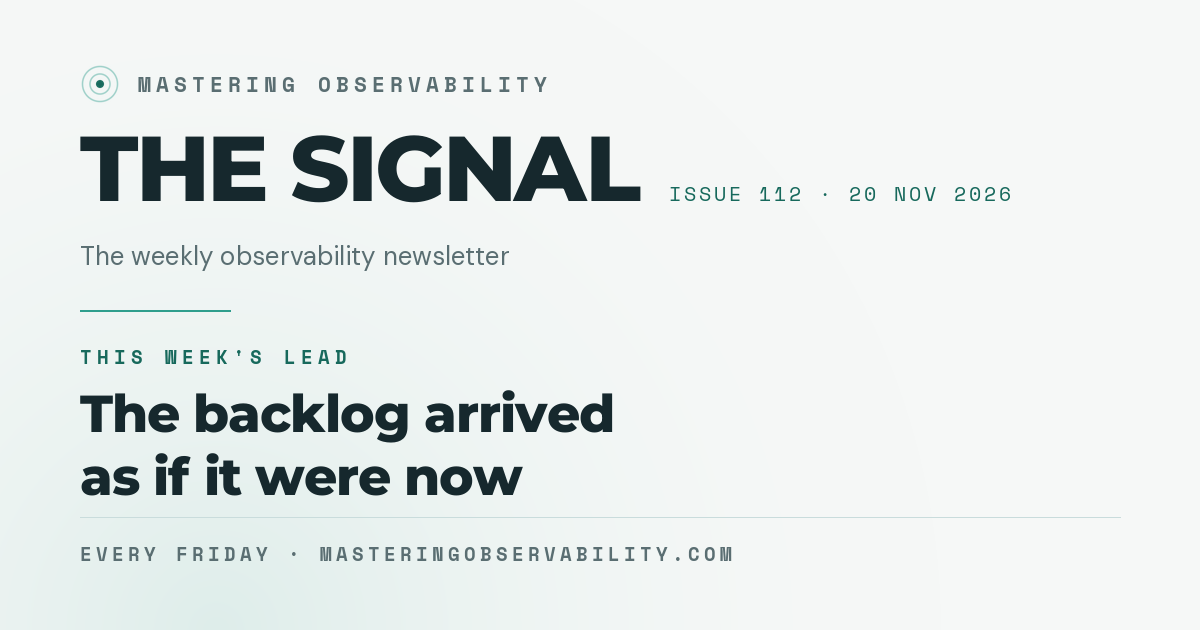 MASTERING OBSERVABILITY
THE SIGNAL ISSUE 112 · 20 NOV 2026
The weekly observability newsletter
THIS WEEK'S LEAD
The backlog arrived
as if it were now
EVERY FRIDAY · MASTERINGOBSERVABILITY.COM